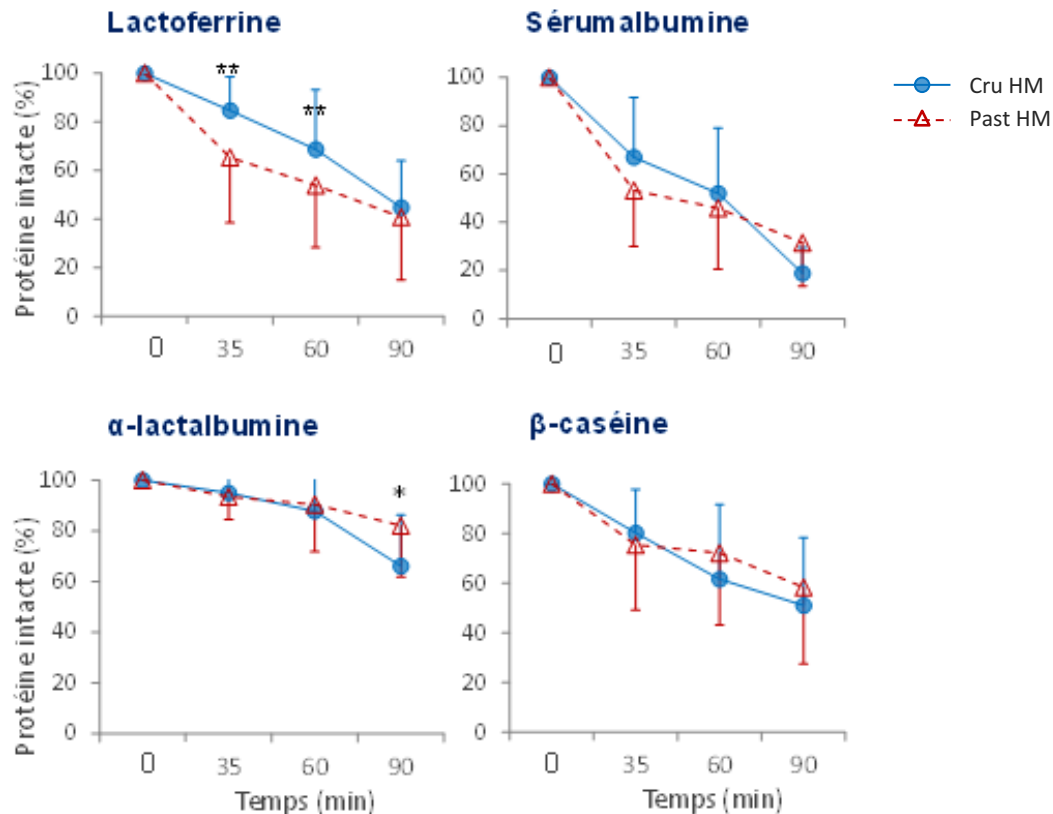 Lactoferrine
Sérumalbumine
Protéine intacte (%)
100
80
60
40
20
0
**
**
0 35 60 90
100
80
60
40
20
0
0 35 60 90
Cru HM
Past HM
α-lactalbumine
β-caséine
Protéine intacte (%)
100
80
60
40
20
0
*
0 35 60 90
Temps (min)
100
80
60
40
20
0
0 35 60 90
Temps (min)